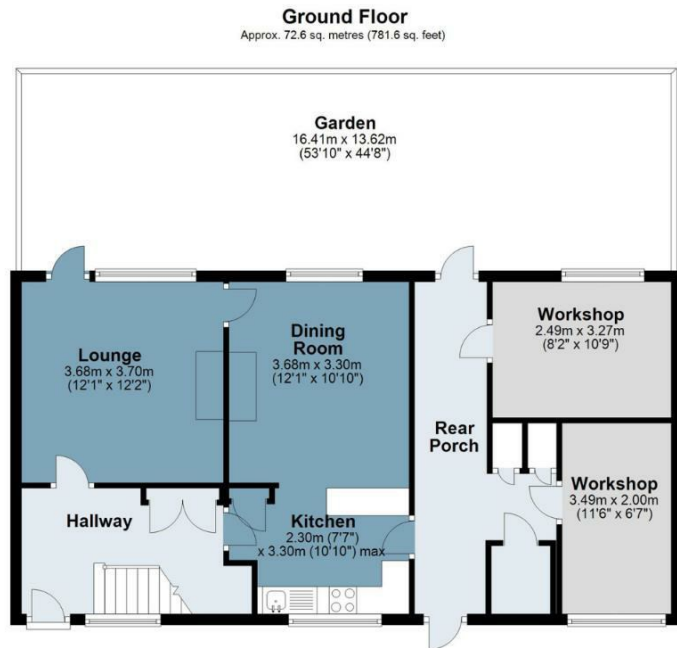 Ground Floor
Approx. 72.6 sq. metres (781.6 sq. feet)
Garden
16.41m x 13.62m
(53'10" x 44'8")
Lounge
3.68m x 3.70m
(12'1" x 12'2")
Dining
Room
3.68m x 3.30m
(12'1" x 10'10")
Workshop
2.49m x 3.27m
(8'2" x 10'9")
Rear
Porch
Workshop
3.49m x 2.00m
(11'6" x 6'7")
Hallway
Kitchen
2.30m (7'7")
x 3.30m (10'10") max